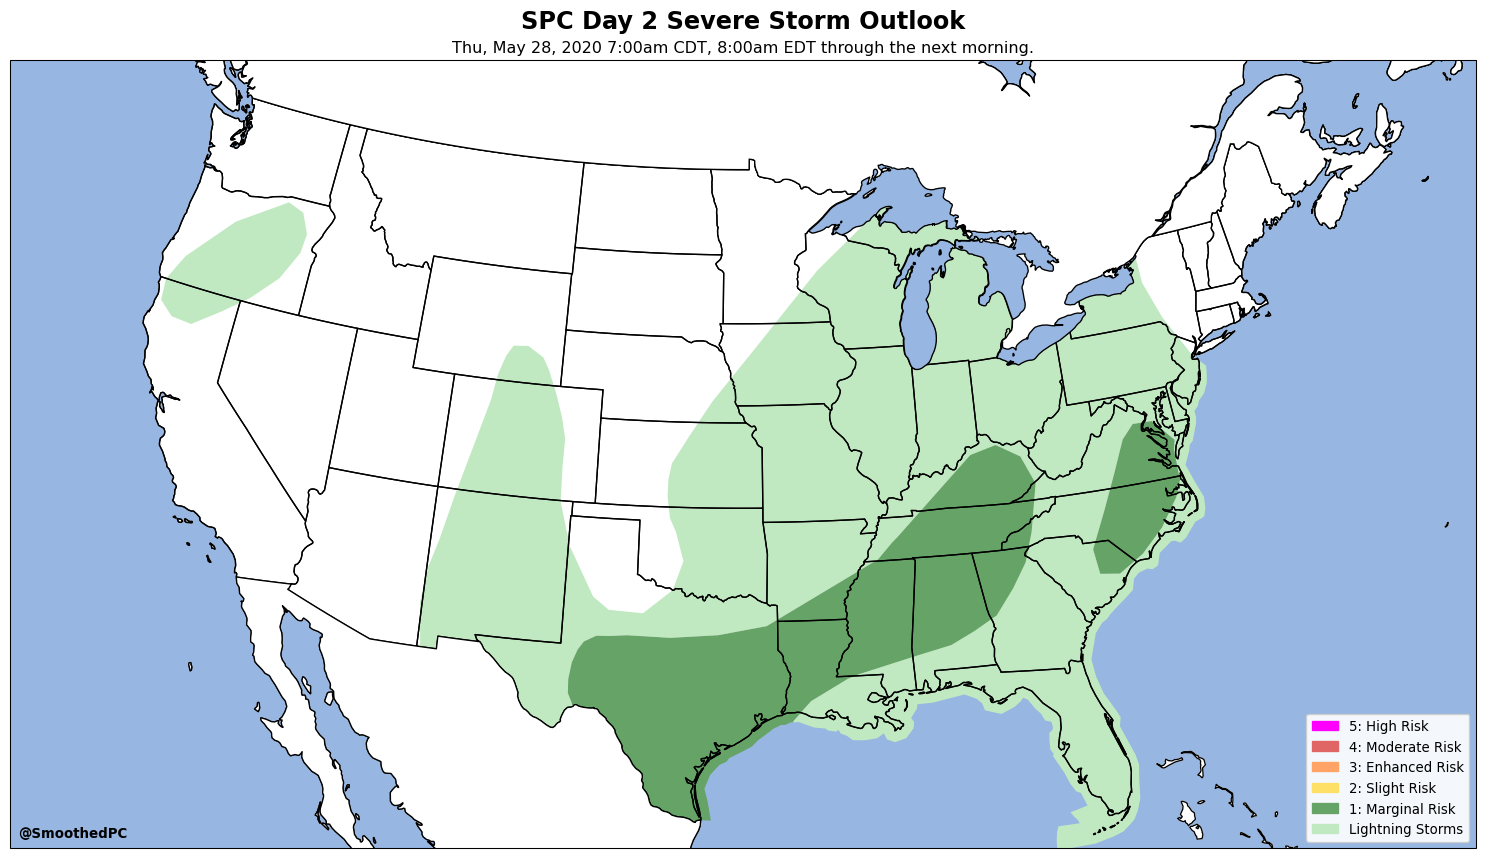 SPC Day 2 Severe Storm Outlook
Thu, May 28, 2020 7:00am CDT, 8:00am EDT through the next morning.
5: High Risk
4: Moderate Risk
3: Enhanced Risk
2: Slight Risk
1: Marginal Risk
Lightning Storms
@SmoothedPC